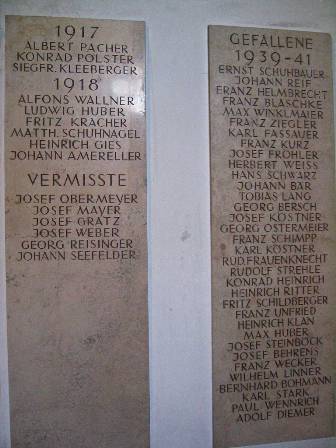 1917
ALBERT PACHER
KONRAD POLSTER
SIEGFR. KLEEBERGER
1918
ALFONS WALLNER
LUDWIG HUBER
FRITZ KRACHER
MATTH. SCHUHNAGEL
HEINRICH GIES
JOHANN AMERELLER
VERMISSTE
JOSEF OBERMEYER
JOSEF MAYER
JOSEF GRATZ
JOSEF WEBER
GEORG REISINGER
JOHANN SEEFELDER
GEFALLENE
1939-41
ERNST SCHUHBAUER
JOHANN REIF
FRANZ HELMBRECHT
FRANZ BLASCHKE
MAX WINKLMAIER
FRANZ ZIEGLER
KARL FASSAUER
FRANZ KURZ
JOSEF FRÖHLER
HERBERT WEISS
HANS SCHWARZ
JOHANN BÄR
TOBIAS LANG
GEORG BERSCH
JOSEF KÖSTNER
GEORG OSTERMEIER
FRANZ SCHIMPP
KARL KÖSTNER
RUD. FRAUENKNECHT
RUDOLF STREHLE
KONRAD HEINRICH
HEINRICH RITTER
FRITZ SCHILDBERGER
FRANZ UNFRIED
HEINRICH KLAN
MAX HUBER
JOSEF STEINBÖCK
JOSEF BEHRENS
FRANZ WECKER
WILHELM LINNER
BERNHARD BOHMANN
KARL STARK
PAUL WENNRICH
ADOLF DIEMER